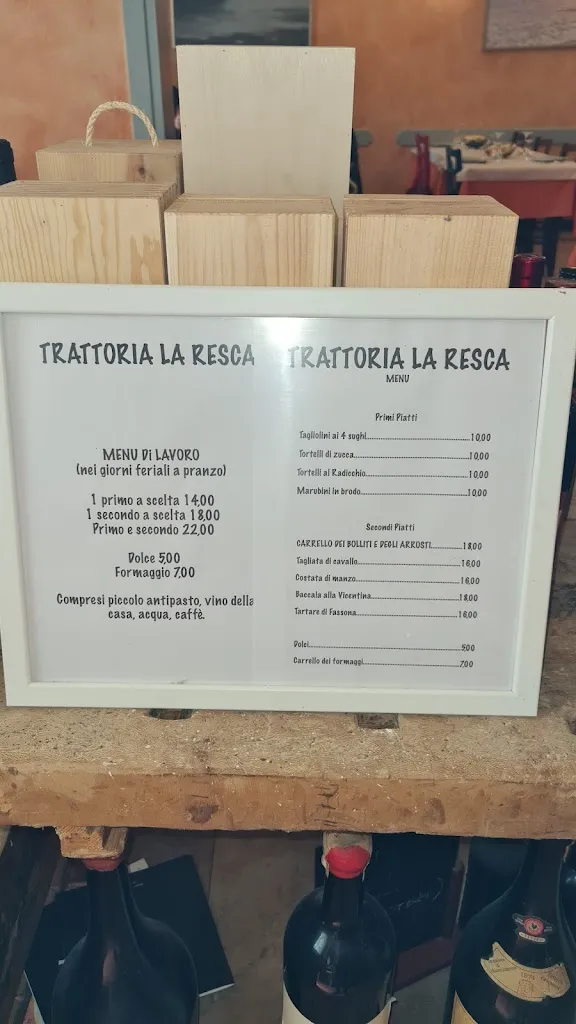 TRATTORIA LA RESCA
MENU Di LAVORO
(nei giorni feriali a pranzo)
1 primo a scelta 14,00
1 secondo a scelta 18,00
Primo e secondo 22,00
Dolce 5,00
Formaggio 7,00
Compresi piccolo antipasto, vino della
casa, acqua, caffè.
TRATTORIA LA RESCA
MENU
Primi Piatti
Tagliolini ai 4 sughi..........10,00
Tortelli di zucca..........10,00
Tortelli al Radicchio..........10,00
Marubini in brodo..........10,00
Secondi Piatti
CARRELLO DEI BOLLITI E DEGLI ARROSTI..........18,00
Tagliata di cavallo..........16,00
Costata di manzo..........16,00
Baccala alla Vicentina..........18,00
Tartare di Fassona..........16,00
Dolci..........5,00
Carrello dei formaggi..........7,00